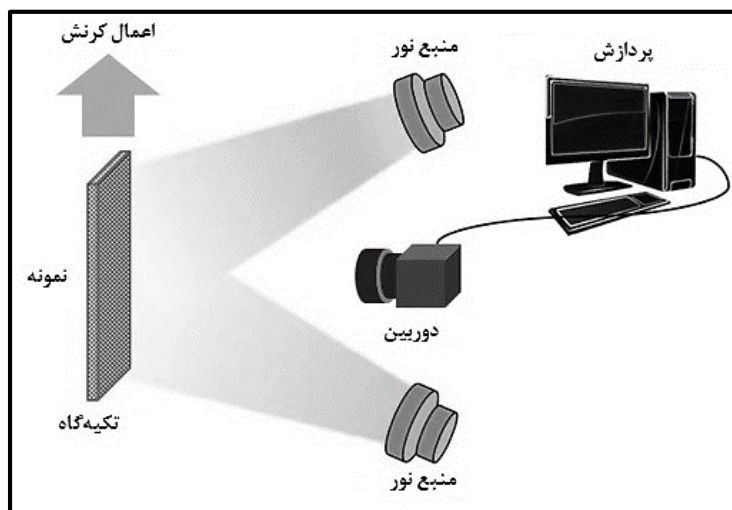 اعمال کرنش
منبع نور
پردازش
نمونه
دوربین
تکیه‌گاه
منبع نور